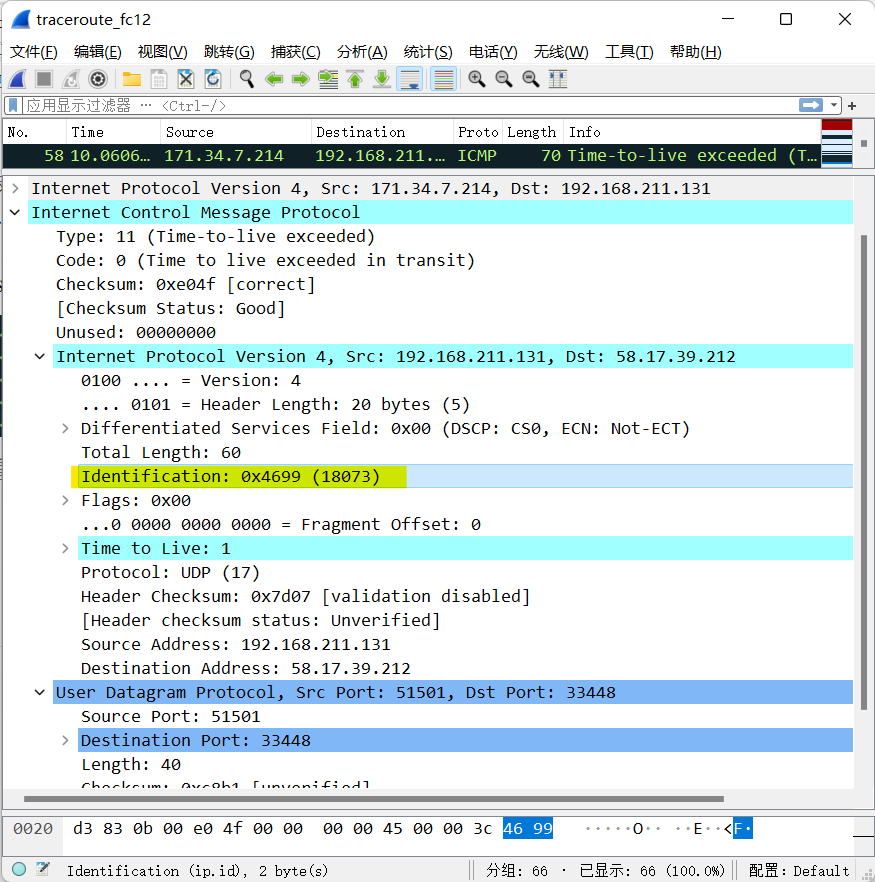 traceroute_fc12
文件(F) 编辑(E) 视图(V) 跳转(G) 捕获(C) 分析(A) 统计(S) 电话(Y) 无线(W) 工具(T) 帮助(H)
应用显示过滤器 … <Ctrl-/>
No. Time Source Destination Proto Length Info
58 10.0606… 171.34.7.214 192.168.211.… ICMP 70 Time-to-live exceeded (T…
Internet Protocol Version 4, Src: 171.34.7.214, Dst: 192.168.211.131
Internet Control Message Protocol
Type: 11 (Time-to-live exceeded)
Code: 0 (Time to live exceeded in transit)
Checksum: 0xe04f [correct]
[Checksum Status: Good]
Unused: 00000000
Internet Protocol Version 4, Src: 192.168.211.131, Dst: 58.17.39.212
0100 .... = Version: 4
.... 0101 = Header Length: 20 bytes (5)
Differentiated Services Field: 0x00 (DSCP: CS0, ECN: Not-ECT)
Total Length: 60
Identification: 0x4699 (18073)
Flags: 0x00
...0 0000 0000 0000 = Fragment Offset: 0
Time to Live: 1
Protocol: UDP (17)
Header Checksum: 0x7d07 [validation disabled]
[Header checksum status: Unverified]
Source Address: 192.168.211.131
Destination Address: 58.17.39.212
User Datagram Protocol, Src Port: 51501, Dst Port: 33448
Source Port: 51501
Destination Port: 33448
Length: 40
Checksum: 0xc8b1 [unverified]
0020 d3 83 0b 00 e0 4f 00 00 00 00 45 00 00 3c 46 99 ·····O·· ··E··<F·
Identification (ip.id), 2 byte(s) 分组: 66 · 已显示: 66 (100.0%) 配置: Default